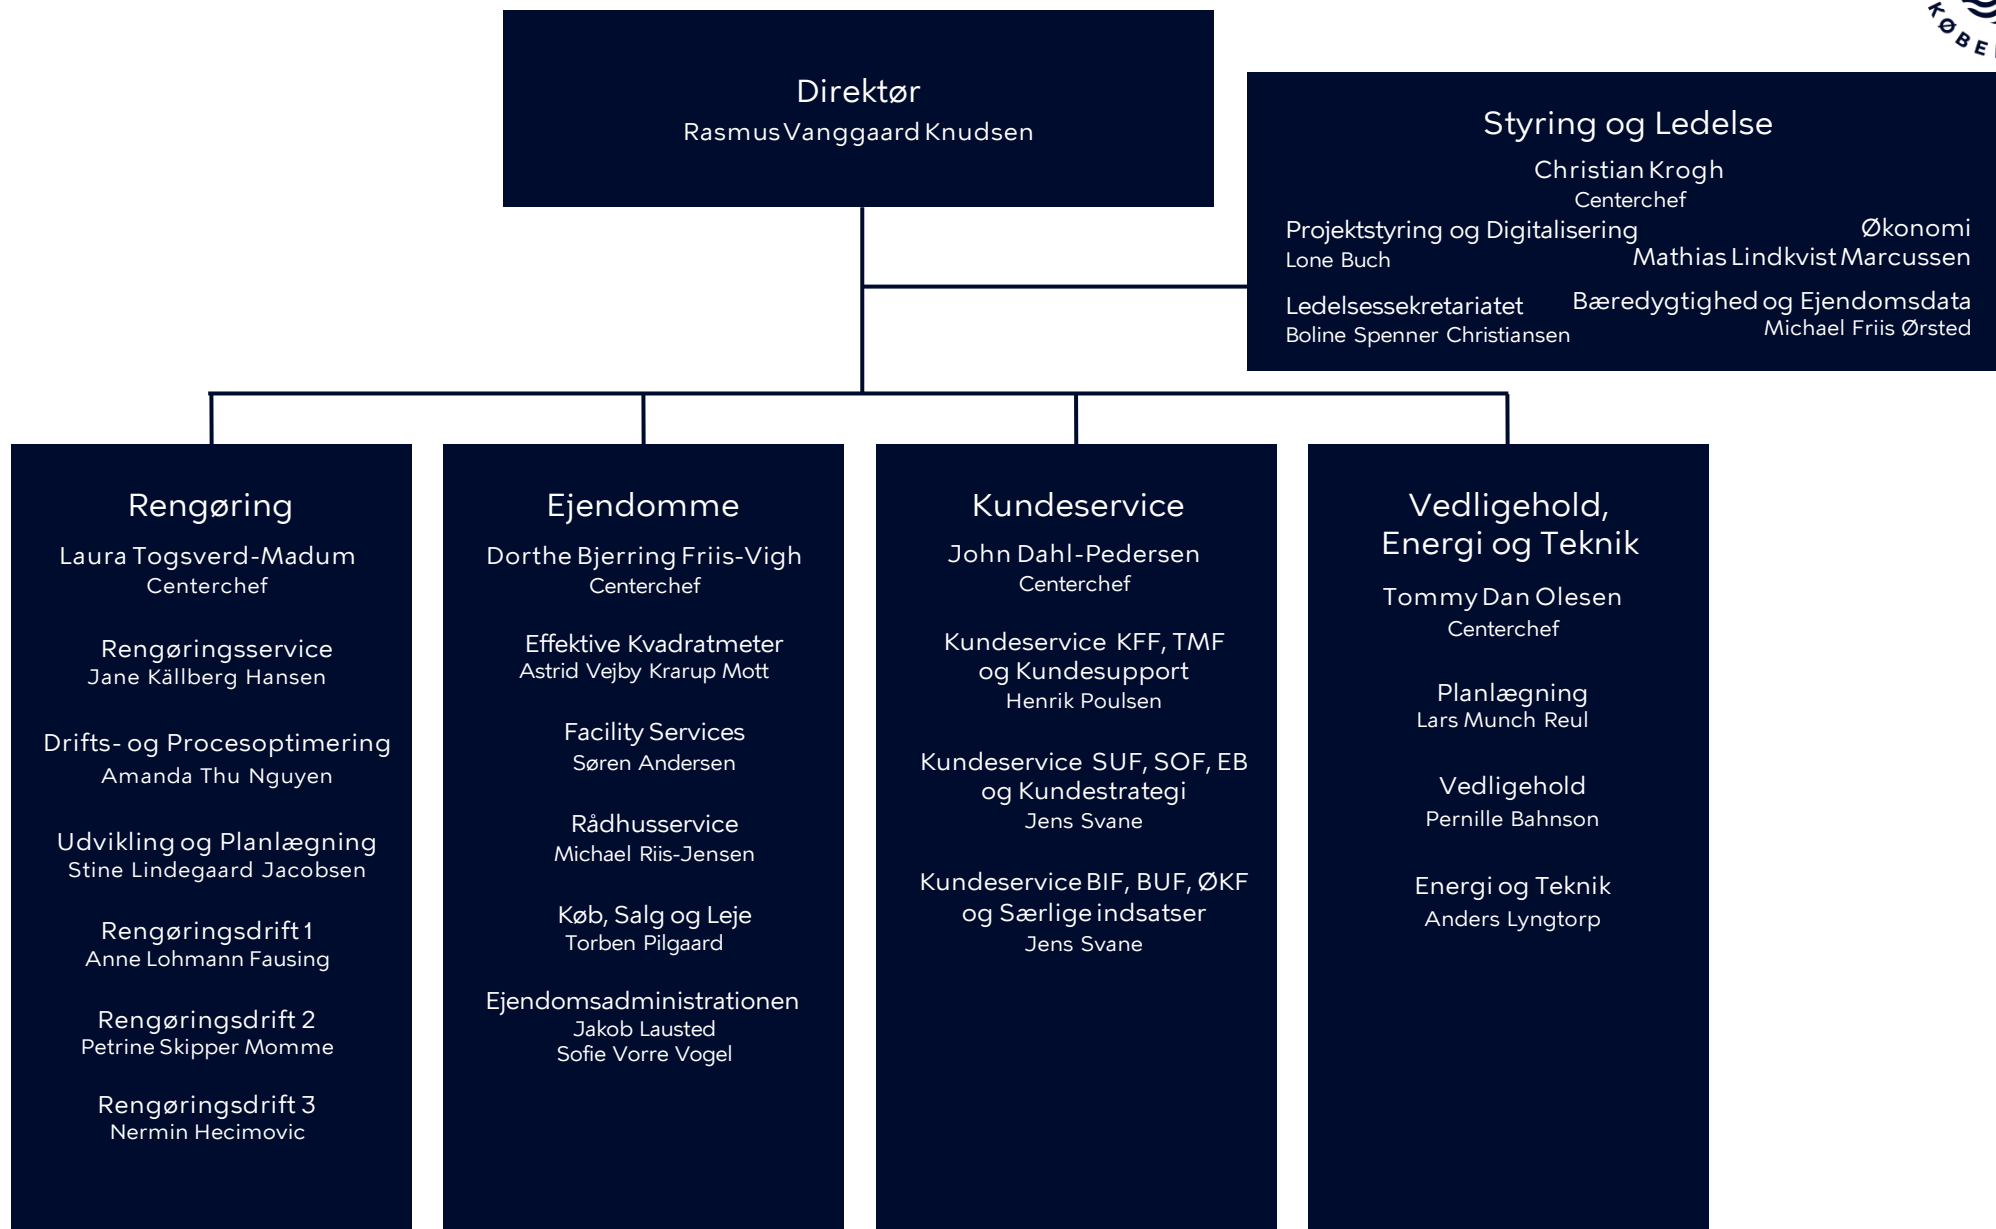 KØBE
Direktør
Rasmus Vanggaard Knudsen
Styring og Ledelse
Christian Krogh
Centerchef
Projektstyring og Digitalisering
Lone Buch
Økonomi
Mathias Lindkvist Marcussen
Ledelsessekretariatet
Boline Spenner Christiansen
Bæredygtighed og Ejendomsdata
Michael Friis Ørsted
Rengøring
Laura Togsverd-Madum
Centerchef
Rengøringsservice
Jane Källberg Hansen
Drifts- og Procesoptimering
Amanda Thu Nguyen
Udvikling og Planlægning
Stine Lindegaard Jacobsen
Rengøringsdrift 1
Anne Lohmann Fausing
Rengøringsdrift 2
Petrine Skipper Momme
Rengøringsdrift 3
Nermin Hecimovic
Ejendomme
Dorthe Bjerring Friis-Vigh
Centerchef
Effektive Kvadratmeter
Astrid Vejby Krarup Mott
Facility Services
Søren Andersen
Rådhusservice
Michael Riis-Jensen
Køb, Salg og Leje
Torben Pilgaard
Ejendomsadministrationen
Jakob Lausted
Sofie Vorre Vogel
Kundeservice
John Dahl-Pedersen
Centerchef
Kundeservice KFF, TMF
og Kundesupport
Henrik Poulsen
Kundeservice SUF, SOF, EB
og Kundestrategi
Jens Svane
Kundeservice BIF, BUF, ØKF
og Særlige indsatser
Jens Svane
Vedligehold,
Energi og Teknik
Tommy Dan Olesen
Centerchef
Planlægning
Lars Munch Reul
Vedligehold
Pernille Bahnson
Energi og Teknik
Anders Lyngtorp